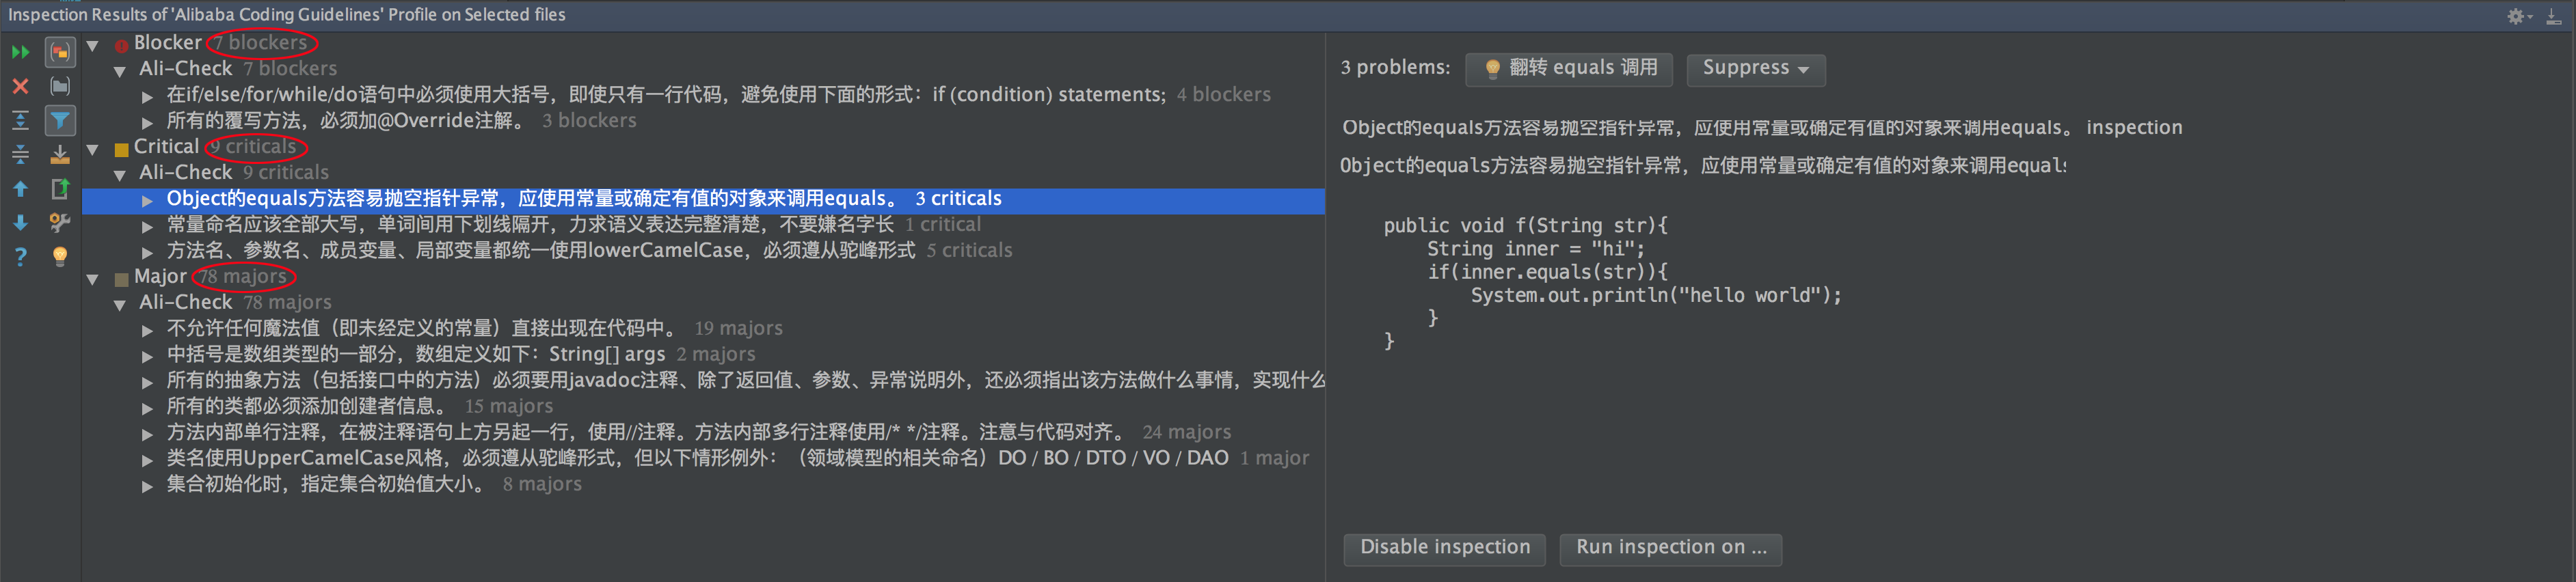 Inspection Results of 'Alibaba Coding Guidelines' Profile on Selected files
Blocker 7 blockers
Ali-Check 7 blockers
在if/else/for/while/do语句中必须使用大括号，即使只有一行代码，避免使用下面的形式：if (condition) statements; 4 blockers
所有的覆写方法，必须加@Override注解。 3 blockers
Critical 9 criticals
Ali-Check 9 criticals
Object的equals方法容易抛空指针异常，应使用常量或确定有值的对象来调用equals。 3 criticals
常量命名应该全部大写，单词间用下划线隔开，力求语义表达完整清楚，不要嫌名字长 1 critical
方法名、参数名、成员变量、局部变量都统一使用lowerCamelCase，必须遵从驼峰形式 5 criticals
Major 78 majors
Ali-Check 78 majors
不允许任何魔法值（即未经定义的常量）直接出现在代码中。 19 majors
中括号是数组类型的一部分，数组定义如下：String[] args 2 majors
所有的抽象方法（包括接口中的方法）必须要用javadoc注释、除了返回值、参数、异常说明外，还必须指出该方法做什么事情，实现什么
所有的类都必须添加创建者信息。 15 majors
方法内部单行注释，在被注释语句上方另起一行，使用//注释。方法内部多行注释使用/* */注释。注意与代码对齐。 24 majors
类名使用UpperCamelCase风格，必须遵从驼峰形式，但以下情形例外：（领域模型的相关命名）DO / BO / DTO / VO / DAO 1 major
集合初始化时，指定集合初始值大小。 8 majors
3 problems: 翻转 equals 调用 Suppress
Object的equals方法容易抛空指针异常，应使用常量或确定有值的对象来调用equals。 inspection
Object的equals方法容易抛空指针异常，应使用常量或确定有值的对象来调用equals
public void f(String str){
String inner = "hi";
if(inner.equals(str)){
System.out.println("hello world");
}
}
Disable inspection Run inspection on ...